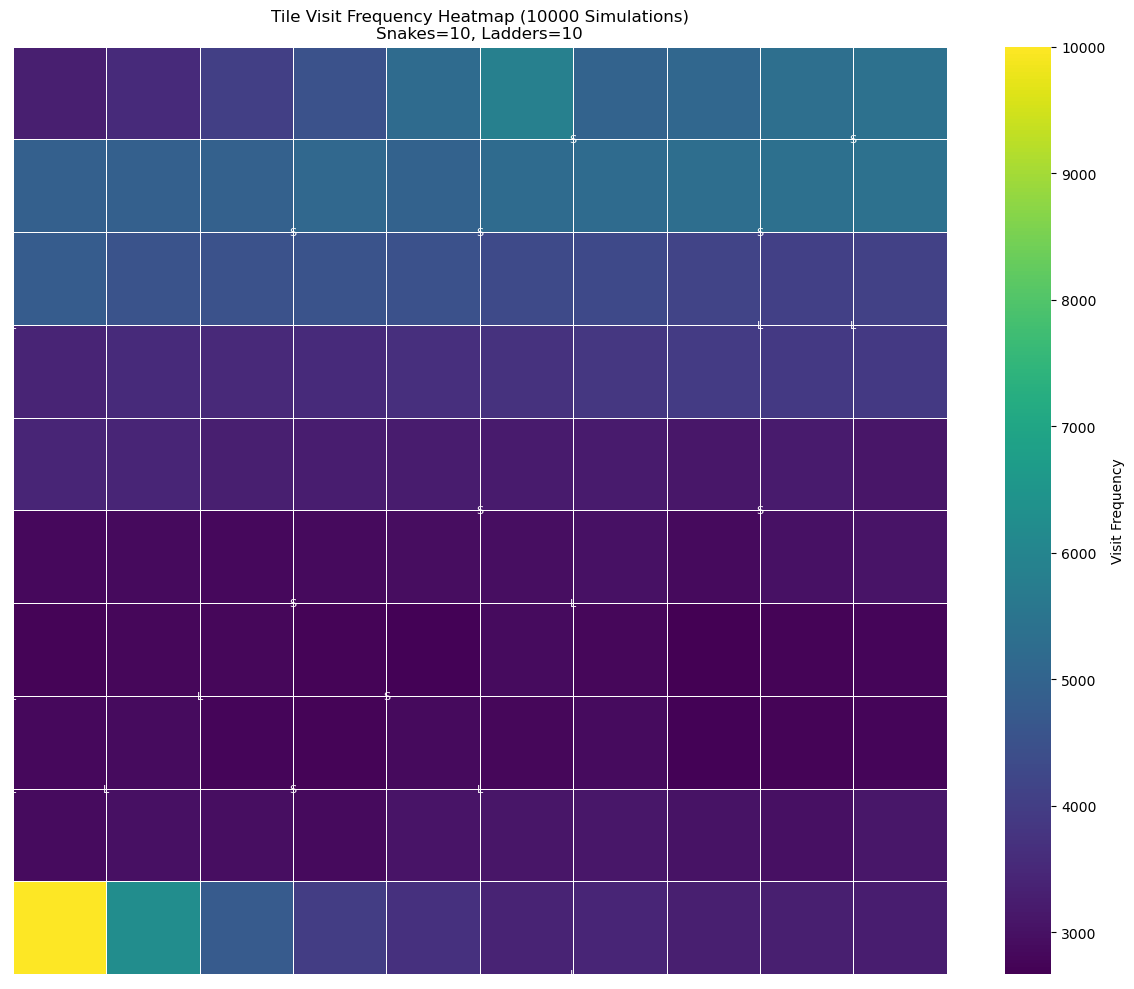 Tile Visit Frequency Heatmap (10000 Simulations)
Snakes=10, Ladders=10
10000
S S
9000
S S S
8000
L L L
7000
Visit Frequency
S S
6000
S L
5000
L L S
4000
L L S L
3000
L